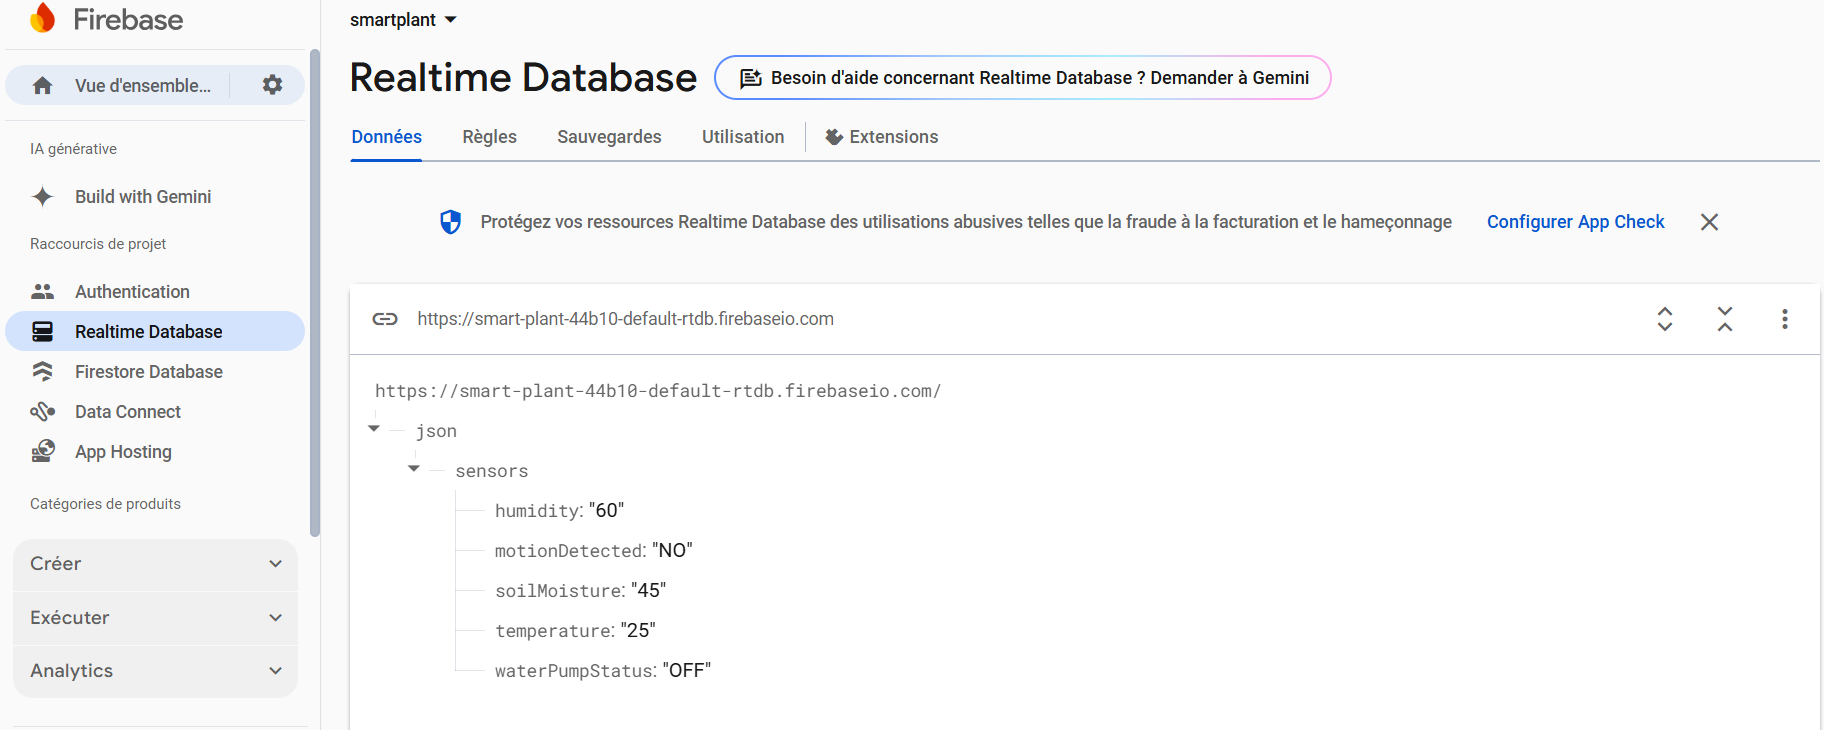 Firebase
smartplant
Realtime Database
Besoin d'aide concernant Realtime Database ? Demander à Gemini
Vue d'ensemble...
Données
Règles
Sauvegardes
Utilisation
Extensions
IA générative
Build with Gemini
Raccourcis de projet
Authentication
Realtime Database
Firestore Database
Data Connect
App Hosting
Catégories de produits
Créer
Exécuter
Analytics
Protégez vos ressources Realtime Database des utilisations abusives telles que la fraude à la facturation et le hameçonnage
Configurer App Check
https://smart-plant-44b10-default-rtdb.firebaseio.com
https://smart-plant-44b10-default-rtdb.firebaseio.com/
json
sensors
humidity: "60"
motionDetected: "NO"
soilMoisture: "45"
temperature: "25"
waterPumpStatus: "OFF"